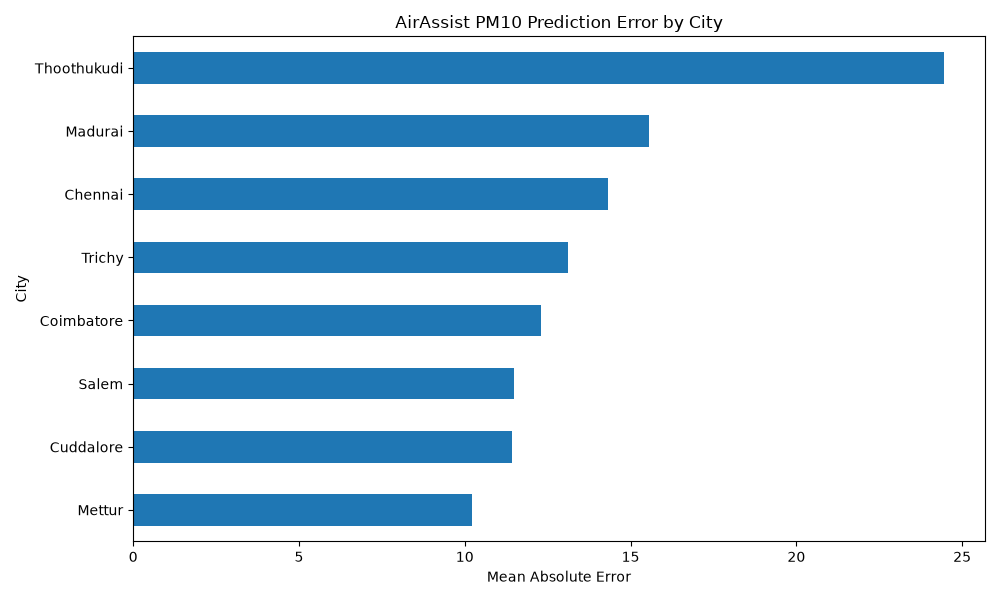 AirAssist PM10 Prediction Error by City
Thoothukudi
Madurai
Chennai
Trichy
Coimbatore
Salem
Cuddalore
Mettur
City
0 5 10 15 20 25
Mean Absolute Error